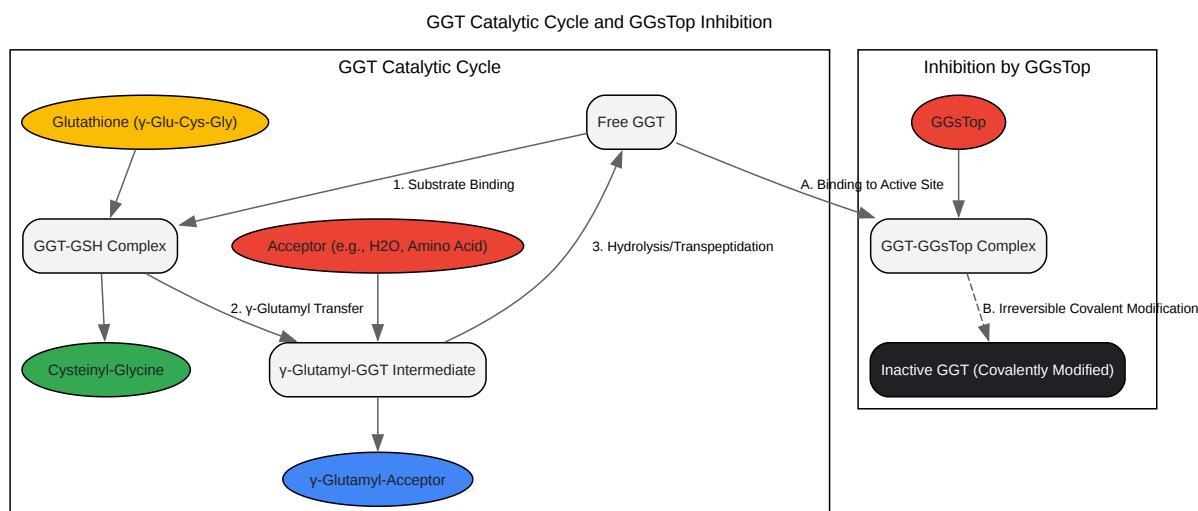 GGT Catalytic Cycle and GGsTop Inhibition
GGT Catalytic Cycle
Inhibition by GGsTop
Glutathione (γ-Glu-Cys-Gly)
Free GGT
GGsTop
1. Substrate Binding
A. Binding to Active Site
GGT-GSH Complex
Acceptor (e.g., H2O, Amino Acid)
3. Hydrolysis/Transpeptidation
GGT-GGsTop Complex
2. γ-Glutamyl Transfer
B. Irreversible Covalent Modification
Cysteinyl-Glycine
γ-Glutamyl-GGT Intermediate
Inactive GGT (Covalently Modified)
γ-Glutamyl-Acceptor